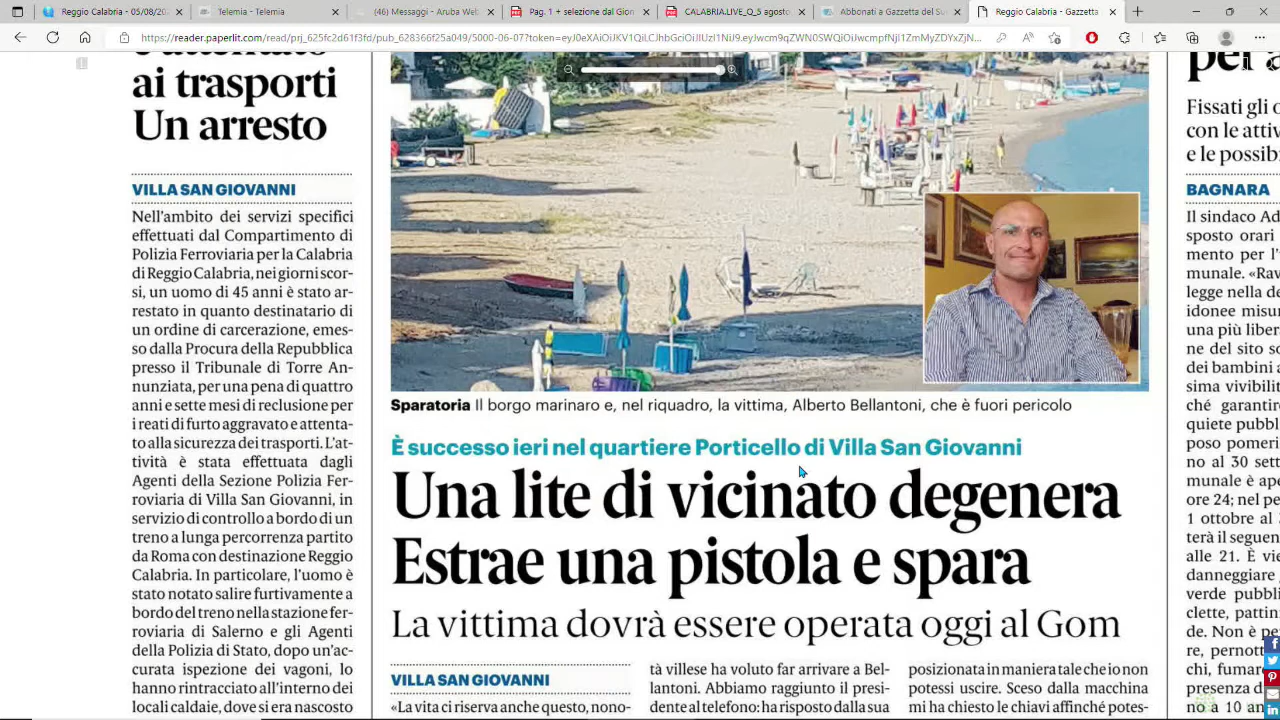 Reggio Calabria - 05/08/20
Telemia - Telemia
(46) Messaggi - Aruba Web
Pag. 1 + selezione dal Gion
CALABRIA.LIVE_O_5 agosto
Abbonati a Gazzetta del Su
Reggio Calabria - Gazzetta
ai trasporti
Un arresto
VILLA SAN GIOVANNI
Nell'ambito dei servizi specifici
effettuati dal Compartimento di
Polizia Ferroviaria per la Calabria
di Reggio Calabria, nei giorni scor-
si, un uomo di 45 anni è stato ar-
restato in quanto destinatario di
un ordine di carcerazione, emes-
so dalla Procura della Repubblica
presso il Tribunale di Torre An-
nunziata, per una pena di quattro
anni e sette mesi di reclusione per
i reati di furto aggravato e attenta-
to alla sicurezza dei trasporti. L'at-
tività è stata effettuata dagli
Agenti della Sezione Polizia Fer-
roviaria di Villa San Giovanni, in
servizio di controllo a bordo di un
treno a lunga percorrenza partito
da Roma con destinazione Reggio
Calabria. In particolare, l'uomo è
stato notato salire furtivamente a
bordo del treno nella stazione fer-
roviaria di Salerno e gli Agenti
della Polizia di Stato, dopo un'ac-
curata ispezione dei vagoni, lo
hanno rintracciato all'interno dei
locali caldaie, dove si era nascosto
Sparatoria Il borgo marinaro e, nel riquadro, la vittima, Alberto Bellantoni, che è fuori pericolo
È successo ieri nel quartiere Porticello di Villa San Giovanni
Una lite di vicinato degenera
Estrae una pistola e spara
La vittima dovrà essere operata oggi al Gom
VILLA SAN GIOVANNI
«La vita ci riserva anche questo, nono-
tà villese ha voluto far arrivare a Bel-
lantoni. Abbiamo raggiunto il presi-
dente al telefono: ha risposto dalla sua
posizionata in maniera tale che io non
potessi uscire. Sceso dalla macchina
mi ha chiesto le chiavi affinché potes-
Fissati gli o
con le attiv
e le possib
BAGNARA
Il sindaco Ad
sposto orari
mento per l'
munale. «Rav
legge nella de
idonee misu
una più liber
ne del sito so
dei bambini a
sima vivibilit
ché garantir
quiete pubbl
poso pomeri
no al 30 sett
munale è ape
ore 24; nel pe
1 ottobre al
terà il seguen
alle 21. È vie
danneggiare
verde pubbli
clette, pattin
de. Non è pe
re, pernott
chi, fumar
presenza d
no a 10 an